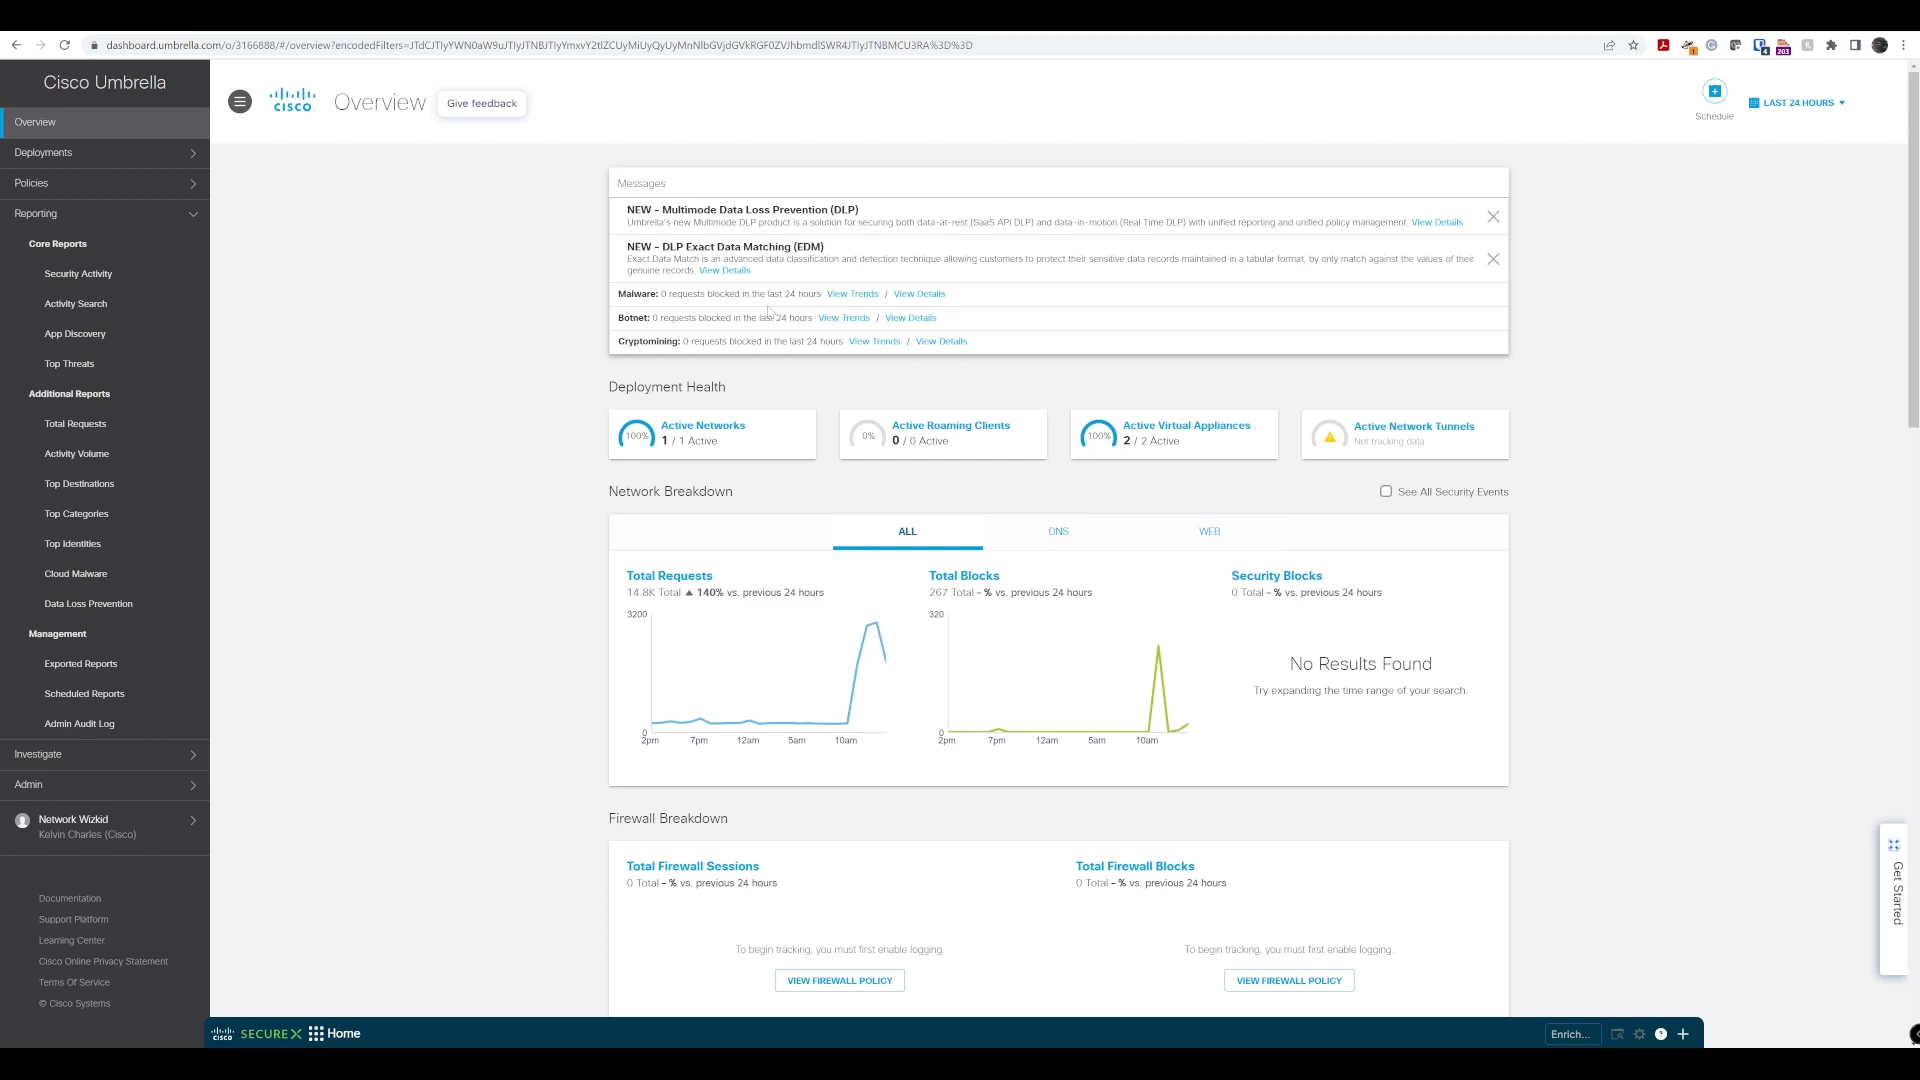 dashboard.umbrella.com/o/3166888/#/overview?encodedFilters=JTdCJTIyYWN0aW9uJTIyJTNBJTIyYmxvY2tlZCUyMiUyQyUyMnNlbGVjdGVkRGF0ZVJhbmdlSWR4JTIyJTNBMCU3RA%3D%3D
1
4
203
Cisco Umbrella
Overview
Deployments
Policies
Reporting
Core Reports
Security Activity
Activity Search
App Discovery
Top Threats
Additional Reports
Total Requests
Activity Volume
Top Destinations
Top Categories
Top Identities
Cloud Malware
Data Loss Prevention
Management
Exported Reports
Scheduled Reports
Admin Audit Log
Investigate
Admin
Network Wizkid
Kelvin Charles (Cisco)
Documentation
Support Platform
Learning Center
Cisco Online Privacy Statement
Terms Of Service
© Cisco Systems
CISCO Overview Give feedback
Schedule
LAST 24 HOURS
Messages
NEW – Multimode Data Loss Prevention (DLP)
Umbrella's new Multimode DLP product is a solution for securing both data-at-rest (SaaS API DLP) and data-in-motion (Real Time DLP) with unified reporting and unified policy management. View Details
NEW – DLP Exact Data Matching (EDM)
Exact Data Match is an advanced data classification and detection technique allowing customers to protect their sensitive data records maintained in a tabular format, by only match against the values of their
genuine records. View Details
Malware: 0 requests blocked in the last 24 hours View Trends / View Details
Botnet: 0 requests blocked in the last 24 hours View Trends / View Details
Cryptomining: 0 requests blocked in the last 24 hours View Trends / View Details
Deployment Health
100% Active Networks
1 / 1 Active
0% Active Roaming Clients
0 / 0 Active
100% Active Virtual Appliances
2 / 2 Active
Active Network Tunnels
Not tracking data
Network Breakdown
See All Security Events
ALL DNS WEB
Total Requests
14.8K Total ▲ 140% vs. previous 24 hours
3200
0
2pm 7pm 12am 5am 10am
Total Blocks
267 Total – % vs. previous 24 hours
320
0
2pm 7pm 12am 5am 10am
Security Blocks
0 Total – % vs. previous 24 hours
No Results Found
Try expanding the time range of your search.
Firewall Breakdown
Total Firewall Sessions
0 Total – % vs. previous 24 hours
To begin tracking, you must first enable logging.
VIEW FIREWALL POLICY
Total Firewall Blocks
0 Total – % vs. previous 24 hours
To begin tracking, you must first enable logging.
VIEW FIREWALL POLICY
Get Started
CISCO SECUREX Home
Enrich...